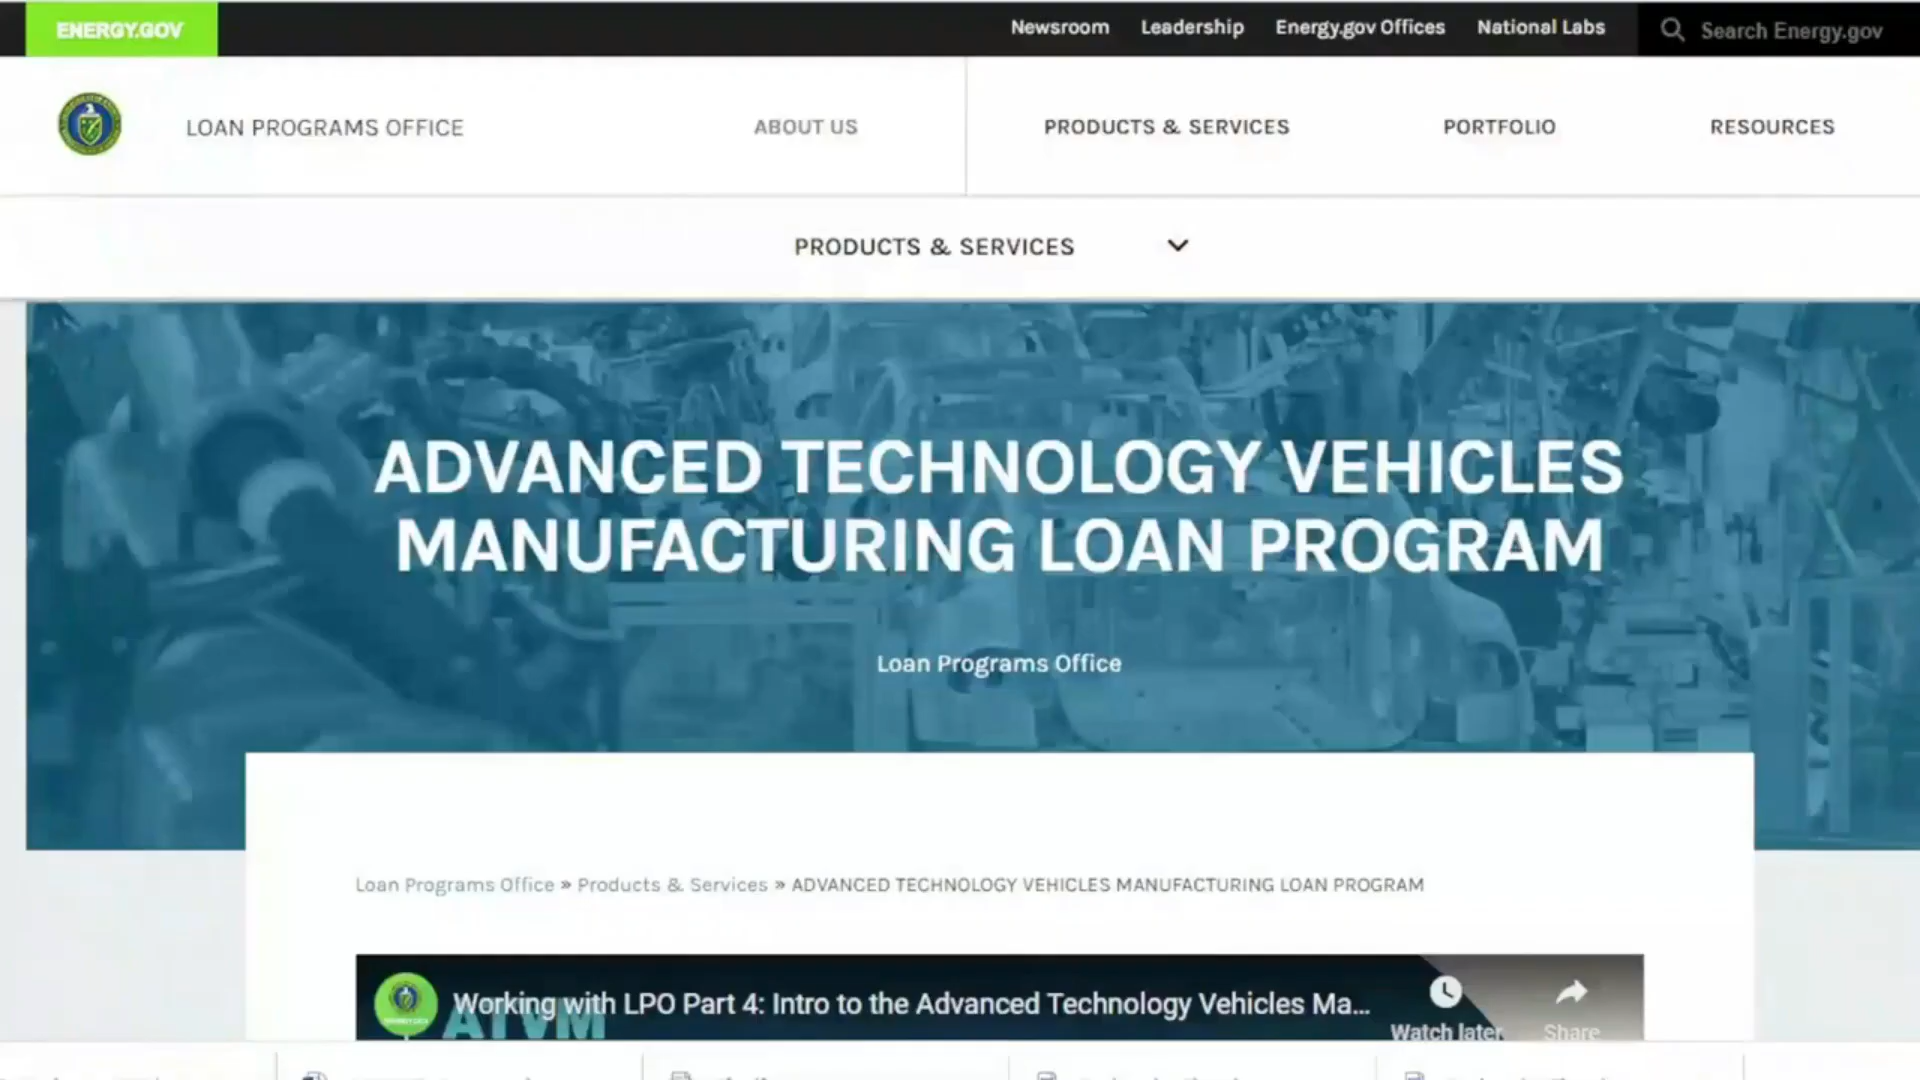 ENERGY.GOV
Newsroom Leadership Energy.gov Offices National Labs Search Energy.gov
LOAN PROGRAMS OFFICE ABOUT US PRODUCTS & SERVICES PORTFOLIO RESOURCES
PRODUCTS & SERVICES
ADVANCED TECHNOLOGY VEHICLES
MANUFACTURING LOAN PROGRAM
Loan Programs Office
Loan Programs Office » Products & Services » ADVANCED TECHNOLOGY VEHICLES MANUFACTURING LOAN PROGRAM
Working with LPO Part 4: Intro to the Advanced Technology Vehicles Ma...
ATVM
Watch later Share